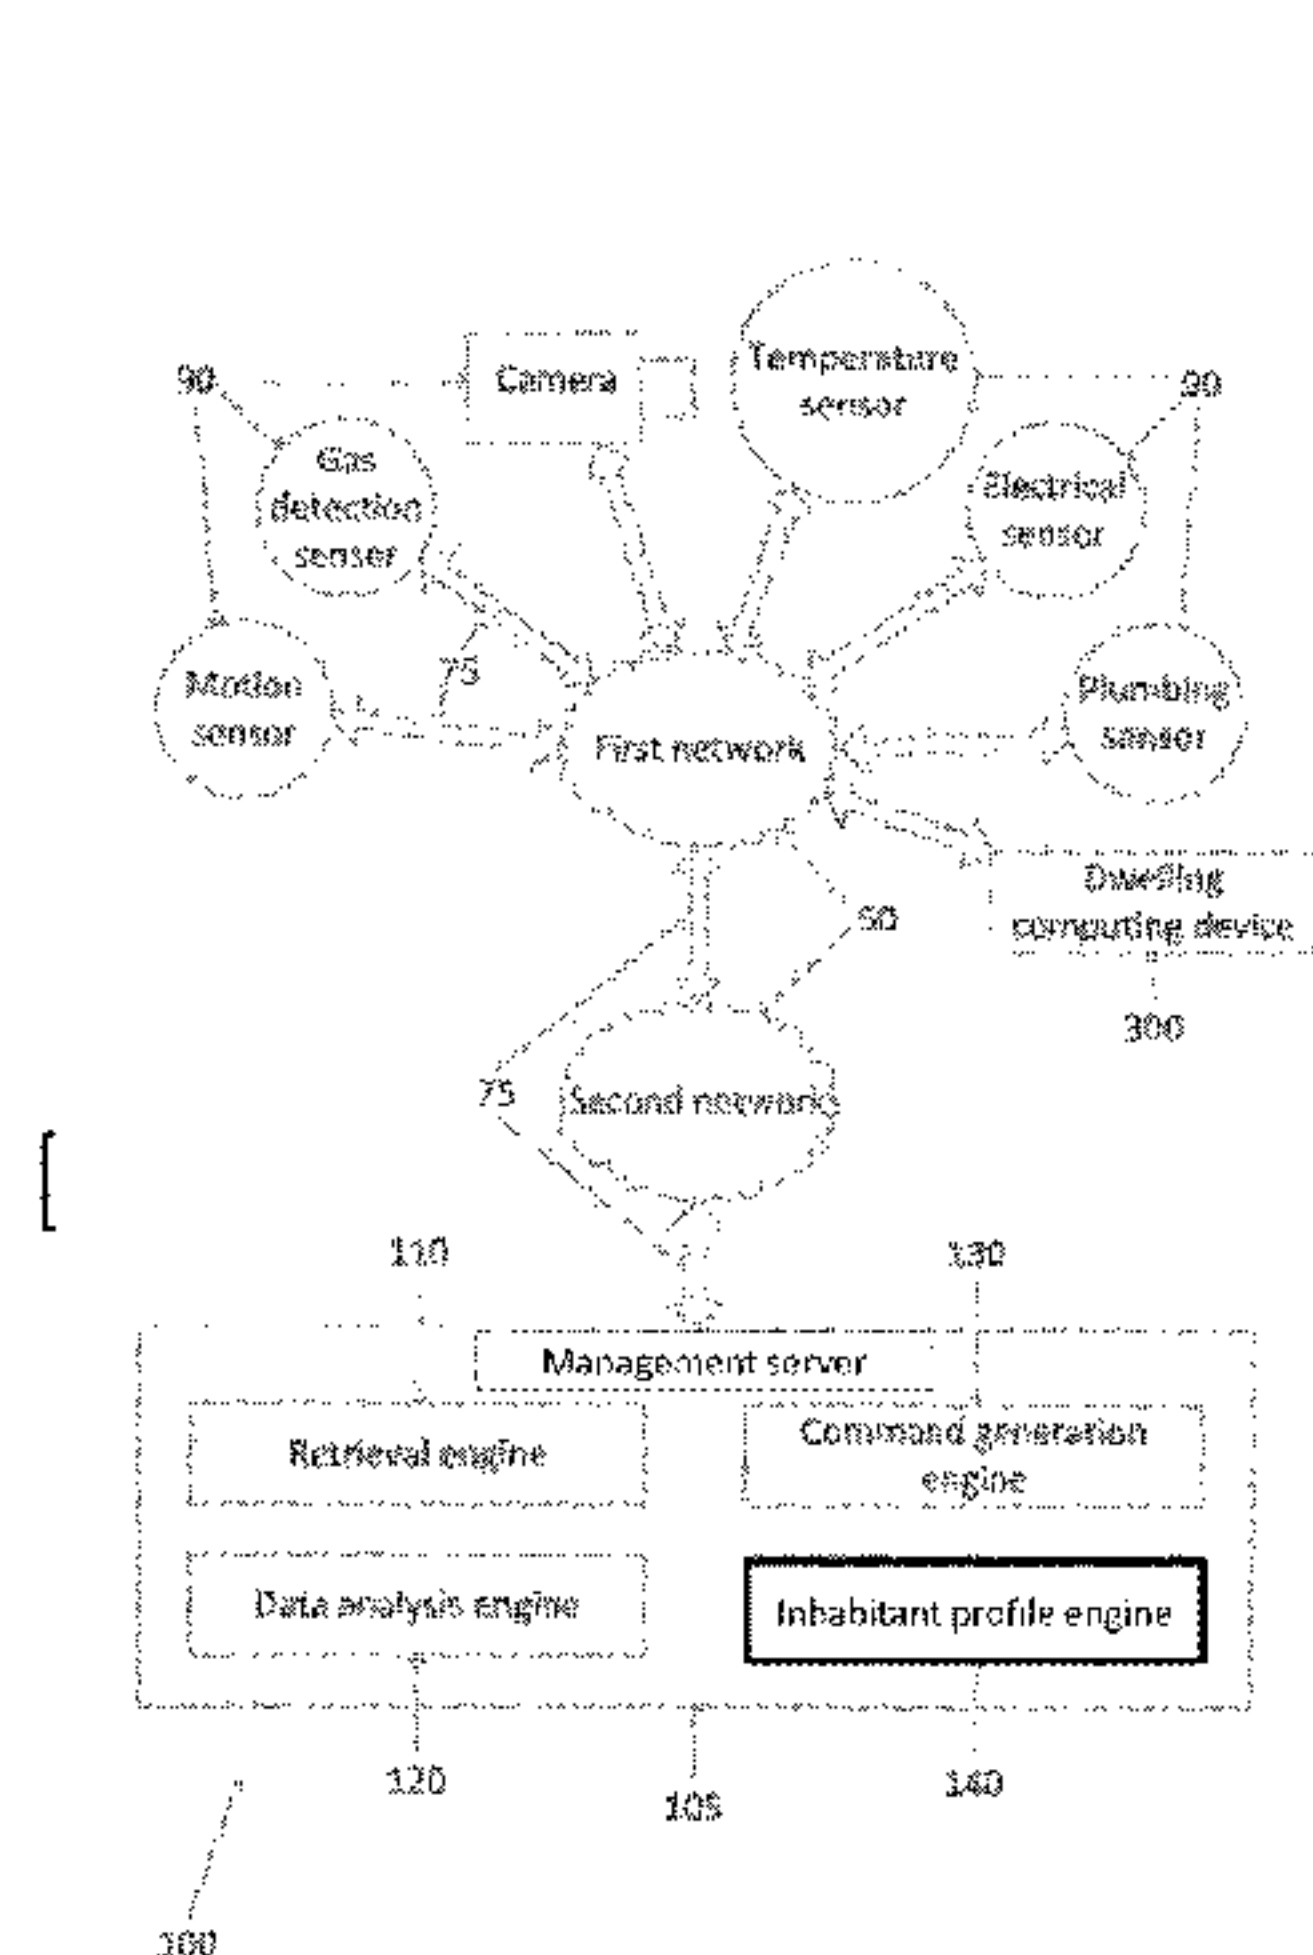 Temperature
sensor
90
Camera
90
Gas
detection
sensor
Electrical
sensor
75
Motion
sensor
Plumbing
sensor
First network
Dwelling
computing device
50
300
75
Second network
[
110
130
Management server
Retrieval engine
Command generation
engine
Data analysis engine
Inhabitant profile engine
120
105
140
100